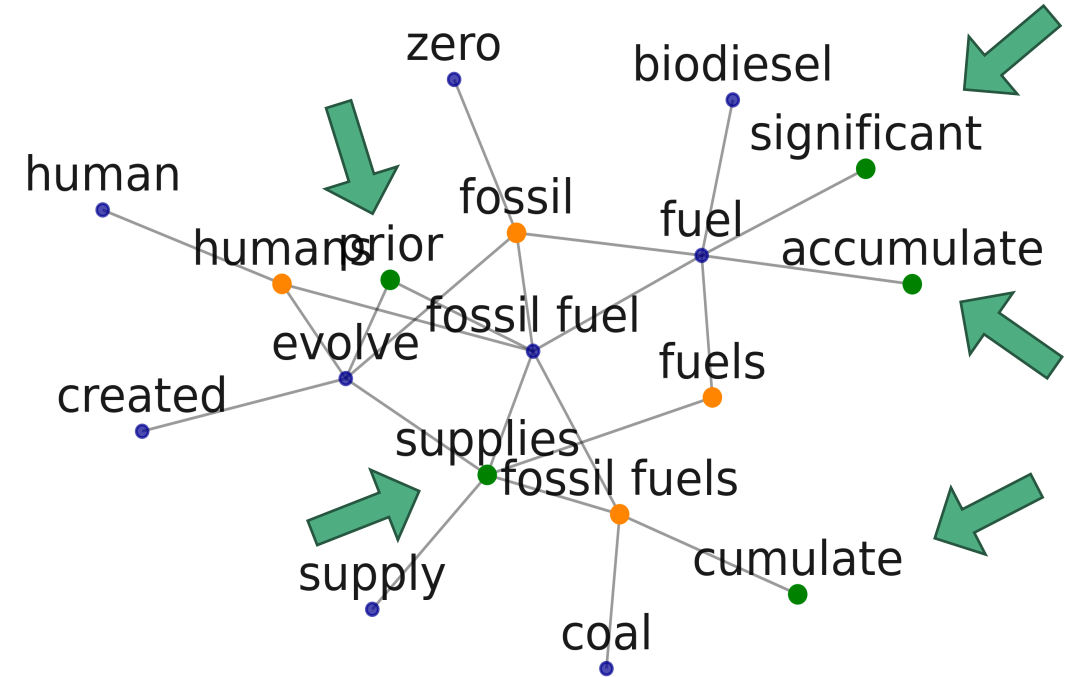 zero
biodiesel
significant
human
fossil
fuel
humans
prior
accumulate
fossil fuel
evolve
fuels
created
supplies
fossil fuels
cumulate
supply
coal